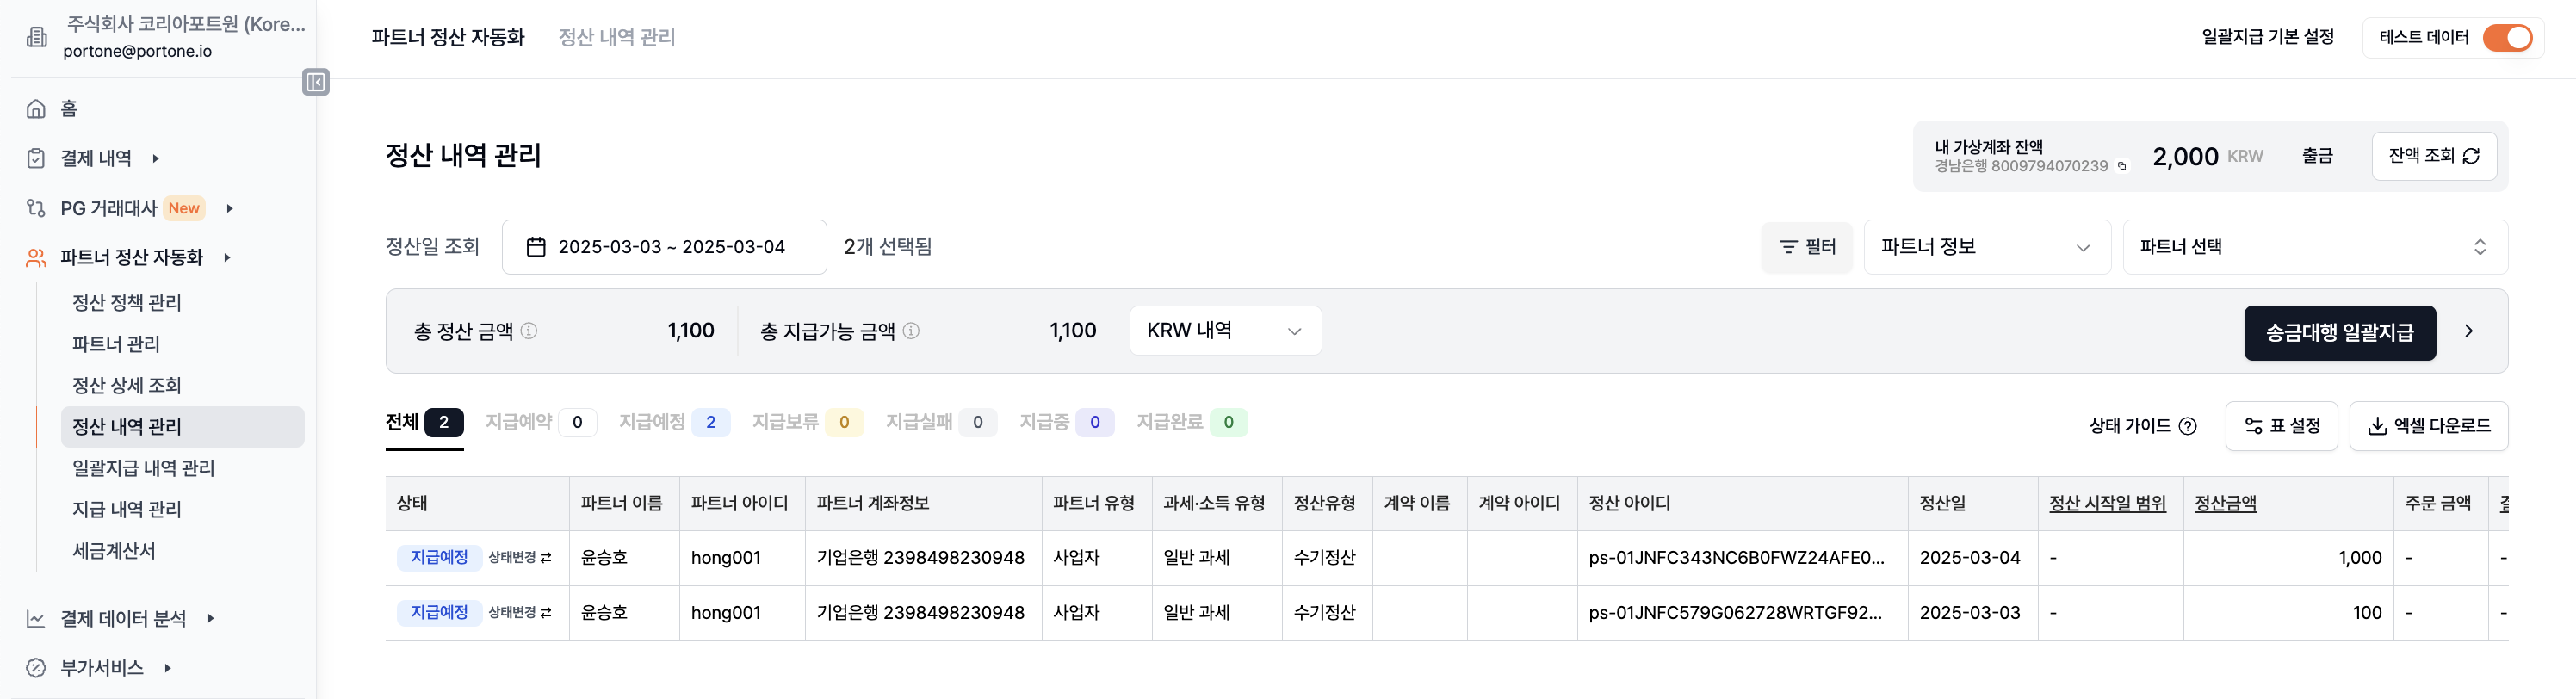 주식회사 코리아포트원 (Kore...
portone@portone.io
홈
결제 내역
PG 거래대사 New
파트너 정산 자동화
정산 정책 관리
파트너 관리
정산 상세 조회
정산 내역 관리
일괄지급 내역 관리
지급 내역 관리
세금계산서
결제 데이터 분석
부가서비스
파트너 정산 자동화 정산 내역 관리
일괄지급 기본 설정 테스트 데이터
정산 내역 관리
내 가상계좌 잔액
경남은행 8009794070239
2,000 KRW 출금 잔액 조회
정산일 조회 2025-03-03 ~ 2025-03-04 2개 선택됨
필터 파트너 정보 파트너 선택
총 정산 금액 1,100 총 지급가능 금액 1,100 KRW 내역 송금대행 일괄지급
전체 2 지급예약 0 지급예정 2 지급보류 0 지급실패 0 지급중 0 지급완료 0
상태 가이드 표 설정 엑셀 다운로드
상태 파트너 이름 파트너 아이디 파트너 계좌정보 파트너 유형 과세·소득 유형 정산유형 계약 이름 계약 아이디 정산 아이디 정산일 정산 시작일 범위 정산금액 주문 금액
지급예정 상태변경 윤승호 hong001 기업은행 2398498230948 사업자 일반 과세 수기정산 ps-01JNFC343NC6B0FWZ24AFE0... 2025-03-04 - 1,000 - -
지급예정 상태변경 윤승호 hong001 기업은행 2398498230948 사업자 일반 과세 수기정산 ps-01JNFC579G062728WRTGF92... 2025-03-03 - 100 - -